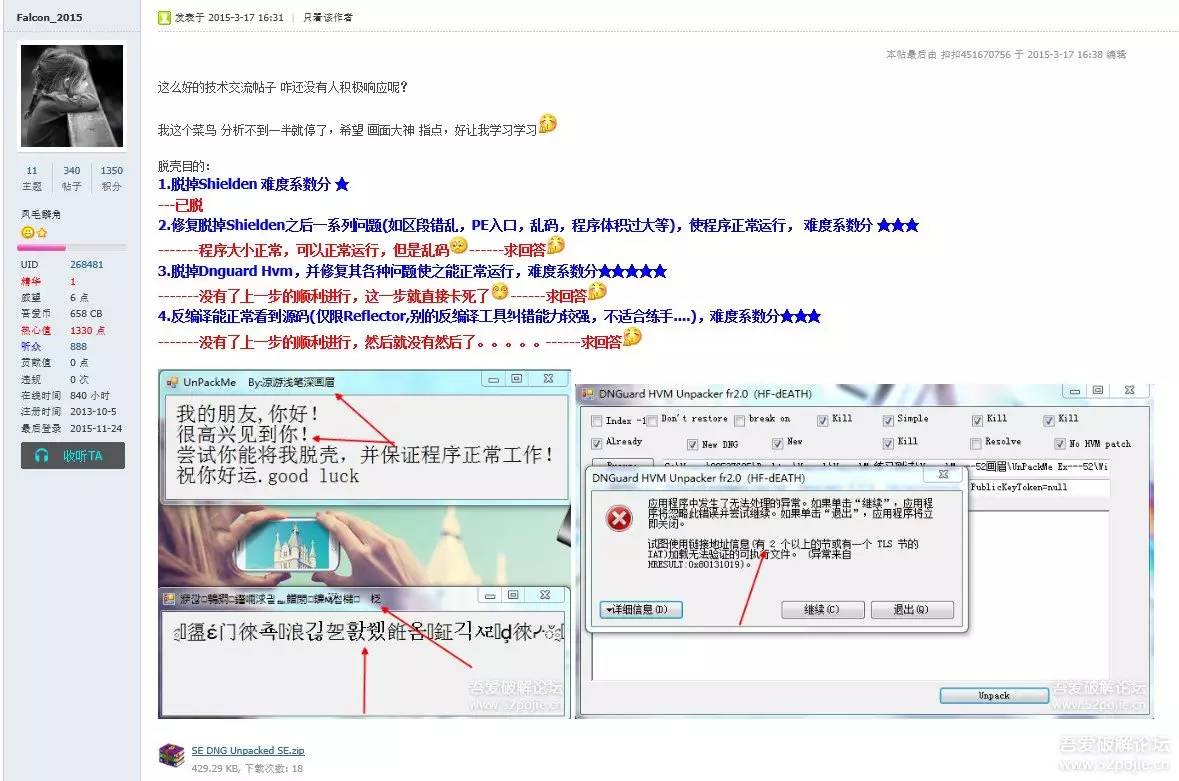 Falcon_2015
发表于 2015-3-17 16:31 | 只看该作者
本帖最后由 扣扣451670756 于 2015-3-17 16:38 编辑
这么好的技术交流帖子 咋还没有人积极响应呢?
我这个菜鸟 分析不到一半就停了，希望 画面大神 指点，好让我学习学习
11 340 1350
主题 帖子 积分
凤毛麟角
UID 268481
精华 1
威望 6 点
吾爱币 658 CB
热心值 1330 点
听众 888
贡献值 0 点
违规 0 次
在线时间 840 小时
注册时间 2013-10-5
最后登录 2015-11-24
收听TA
脱壳目的：
1.脱掉Shielden 难度系数分 ★
---已脱
2.修复脱掉Shielden之后一系列问题(如区段错乱，PE入口，乱码，程序体积过大等)，使程序正常运行， 难度系数分 ★★★
-------程序大小正常，可以正常运行，但是乱码------求回答
3.脱掉Dnguard Hvm，并修复其各种问题使之能正常运行，难度系数分★★★★★
-------没有了上一步的顺利进行，这一步就直接卡死了------求回答
4.反编译能正常看到源码(仅限Reflector,别的反编译工具纠错能力较强，不适合练手....)，难度系数分★★★
-------没有了上一步的顺利进行，然后就没有然后了。。。。。------求回答
UnPackMe By:凉游浅笔深画眉
我的朋友,你好!
很高兴见到你!
尝试你能将我脱壳，并保证程序正常工作!
祝你好运.good luck
DNGuard HVM Unpacker fr2.0 (HF-dEATH)
Index -1 Don't restore break on Kill Simple Kill Kill
Already New DNG New Kill Resolve No HVM patch
52画眉\UnPackMe Ex---52\Wi
PublicKeyToken=null
DNGuard HVM Unpacker fr2.0 (HF-dEATH)
应用程序中发生了无法处理的异常。如果单击“继续”，应用程
序将忽略此错误并尝试继续。如果单击“退出”，应用程序将立
即关闭。
试图使用链接地址信息(有 2 个以上的节或有一个 TLS 节的
IAT)加载无法验证的可执行文件。 (异常来自
HRESULT:0x80131019)。
详细信息(D) 继续(C) 退出(Q)
Unpack
吾爱破解论坛
www.52pojie.cn
吾爱破解论坛
www.52pojie.cn
SE DNG Unpacked SE.zip
429.29 KB, 下载次数: 18
吾爱破解论坛
www.52pojie.cn